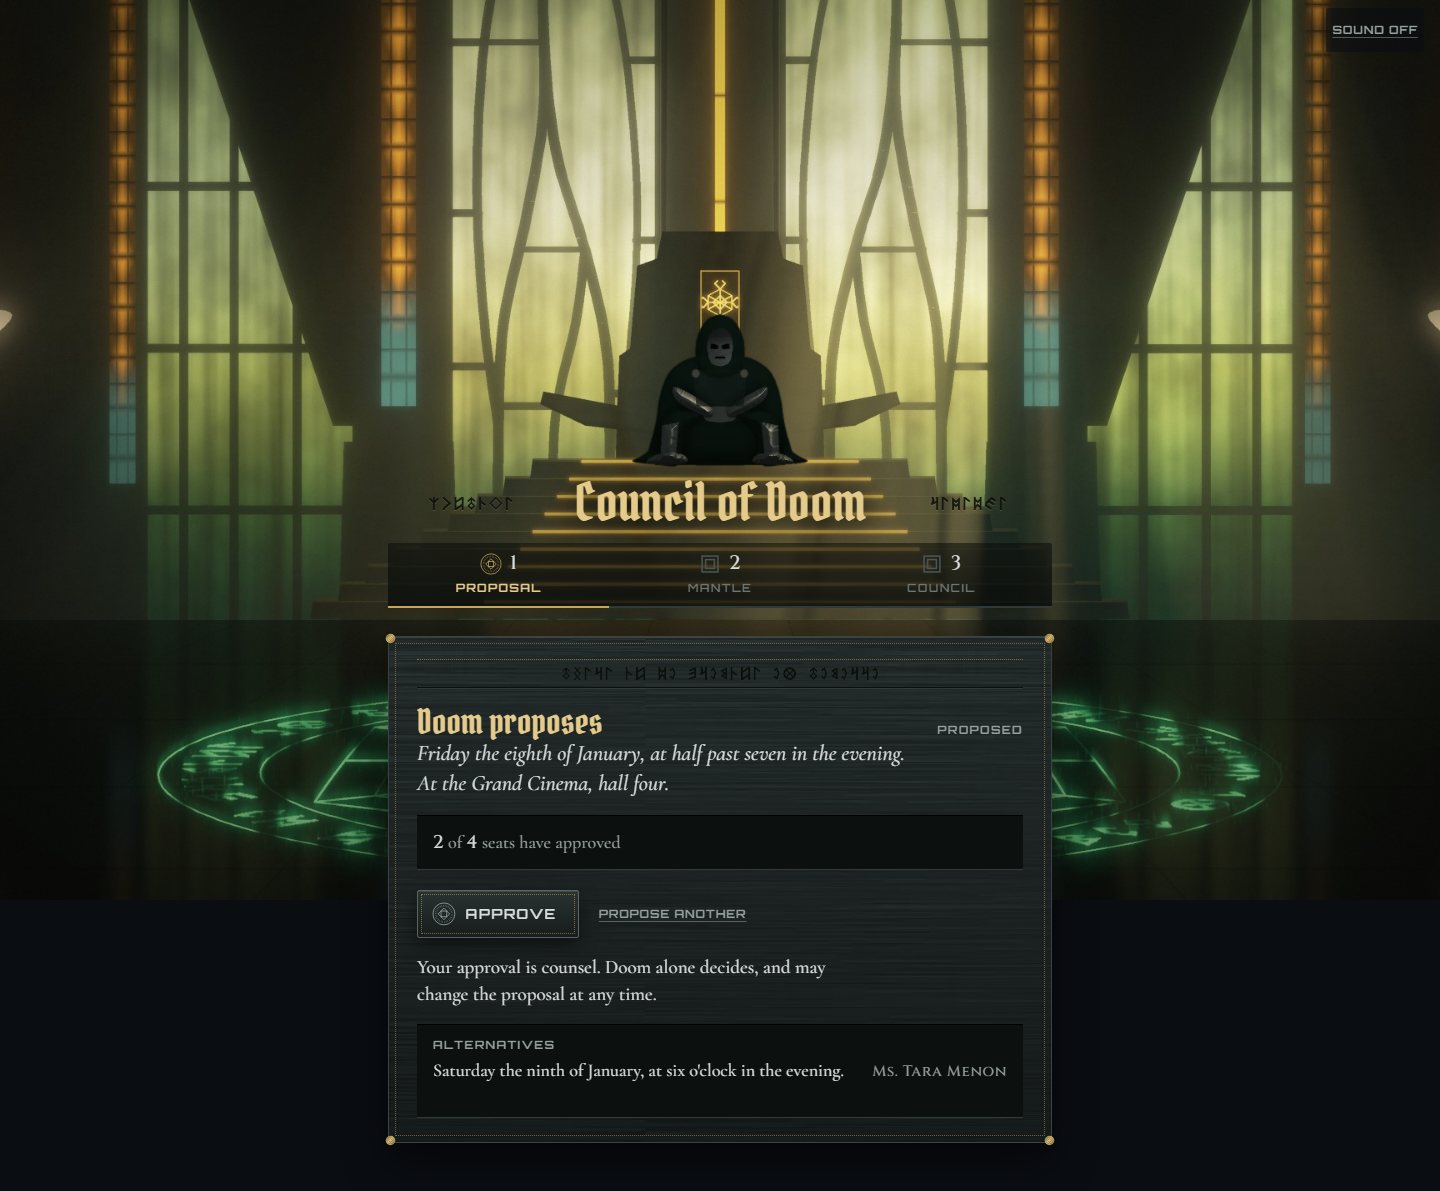 SOUND OFF
Council of Doom
1
PROPOSAL
2
MANTLE
3
COUNCIL
Doom proposes
PROPOSED
Friday the eighth of January, at half past seven in the evening.
At the Grand Cinema, hall four.
2 of 4 seats have approved
APPROVE
PROPOSE ANOTHER
Your approval is counsel. Doom alone decides, and may
change the proposal at any time.
ALTERNATIVES
Saturday the ninth of January, at six o'clock in the evening.
Ms. Tara Menon